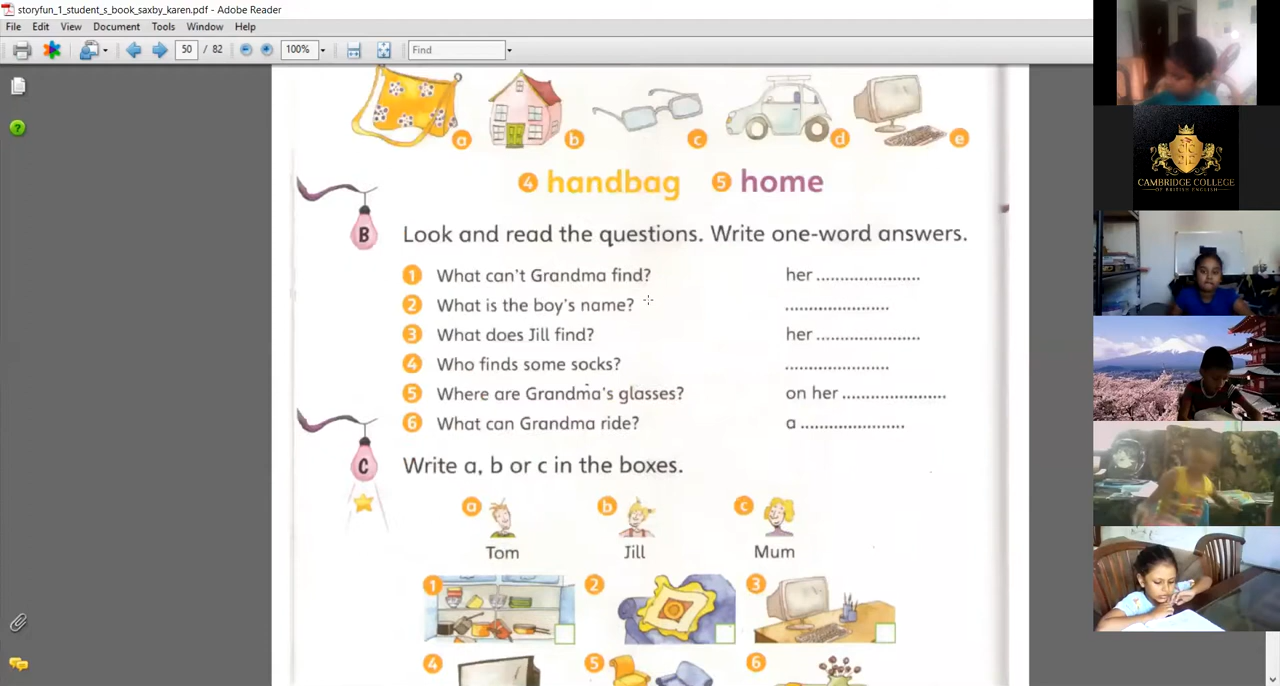 storyfun_1_student_s_book_saxby_karen.pdf - Adobe Reader
File Edit View Document Tools Window Help
50 / 82 100% Find
a b c d e
4 handbag 5 home
B Look and read the questions. Write one-word answers.
1 What can't Grandma find? her ....................
2 What is the boy's name? ....................
3 What does Jill find? her ....................
4 Who finds some socks? ....................
5 Where are Grandma's glasses? on her ....................
6 What can Grandma ride? a ....................
C Write a, b or c in the boxes.
a b c
Tom Jill Mum
1 2 3
4 5 6
CAMBRIDGE COLLEGE
OF BRITISH ENGLISH